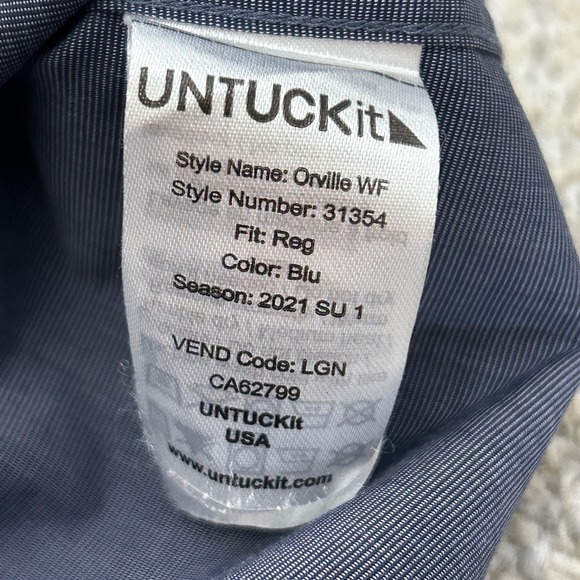 UNTUCKit
Style Name: Orville WF
Style Number: 31354
Fit: Reg
Color: Blu
Season: 2021 SU 1
VEND Code: LGN
CA62799
UNTUCKit
USA
www.untuckit.com